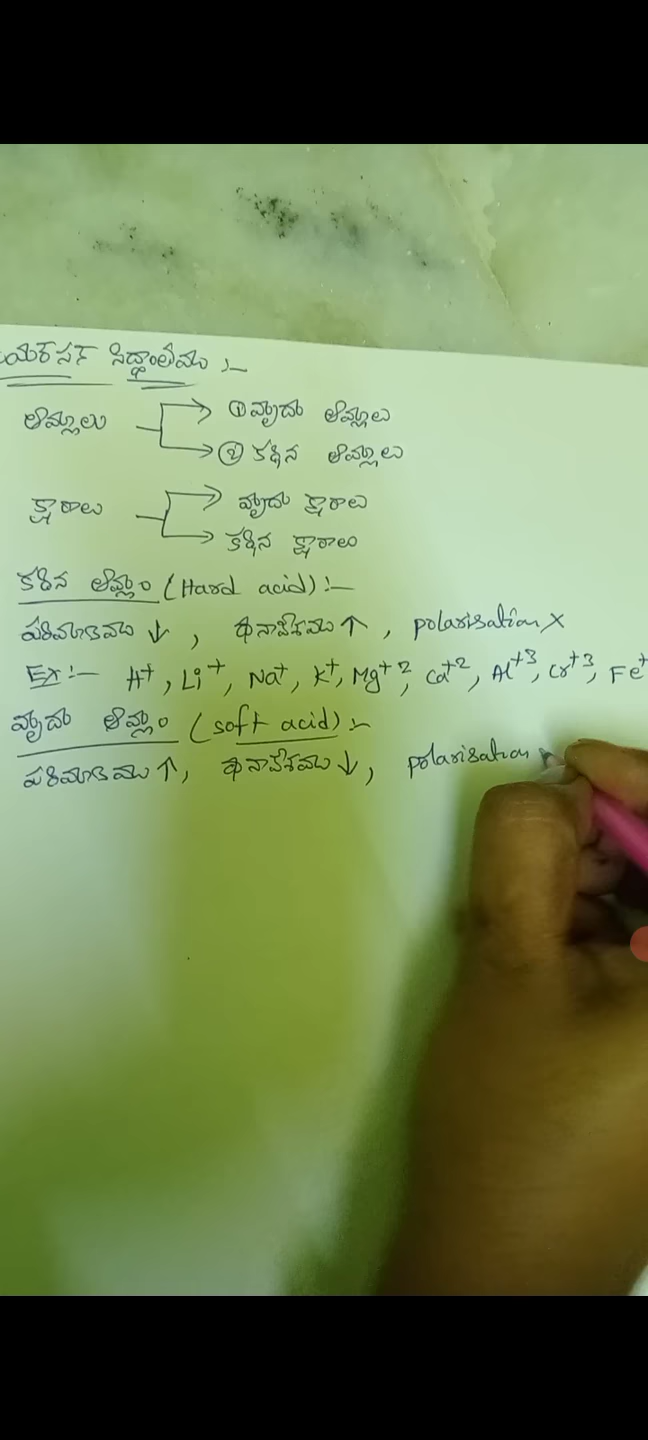 యర్సన్ సిద్ధాంతము :-
ఆమ్లాలు → ① మృదు ఆమ్లాలు
→ ② కఠిన ఆమ్లాలు
క్షారాలు → మృదు క్షారాలు
→ కఠిన క్షారాలు
కఠిన ఆమ్లం (Hard acid) :-
పరిమాణము ↓, ధనావేశము ↑, polarisation X
Ex :- H+, Li+, Na+, K+, Mg+2, Ca+2, Al+3, Cr+3, Fe+
మృదు ఆమ్లం (soft acid) :-
పరిమాణము ↑, ధనావేశము ↓, polarisation